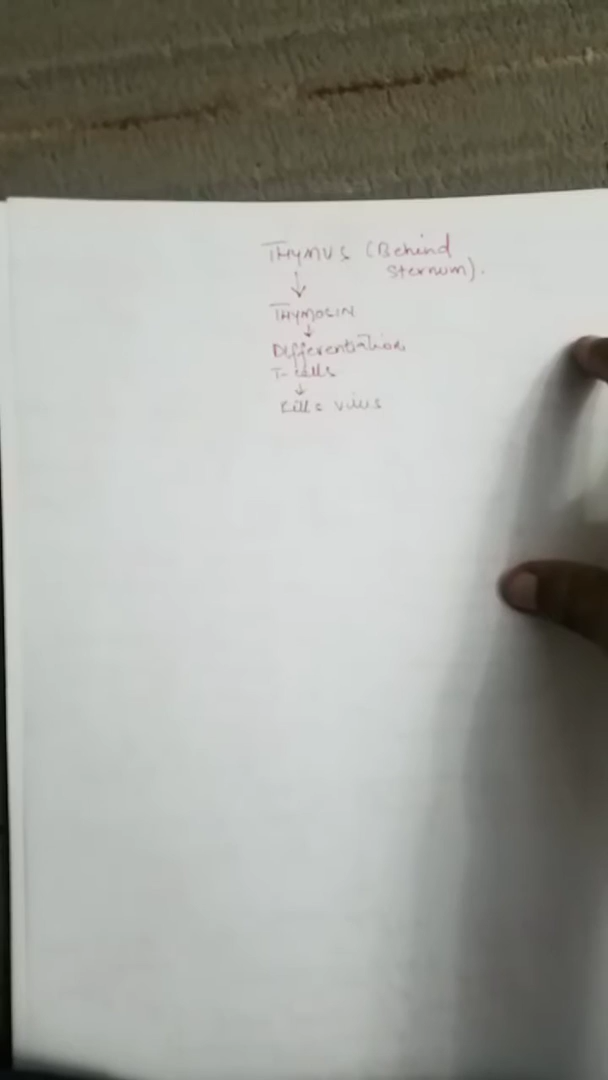 THYMUS (Behind
sternum).
↓
THYMOSIN
↓
Differentiation
T-cells
↓
Kills virus